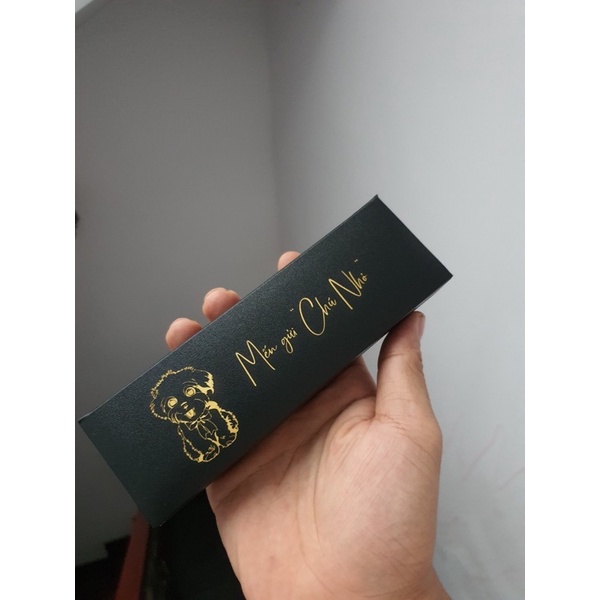 Mến gửi "Chú Nhỏ"